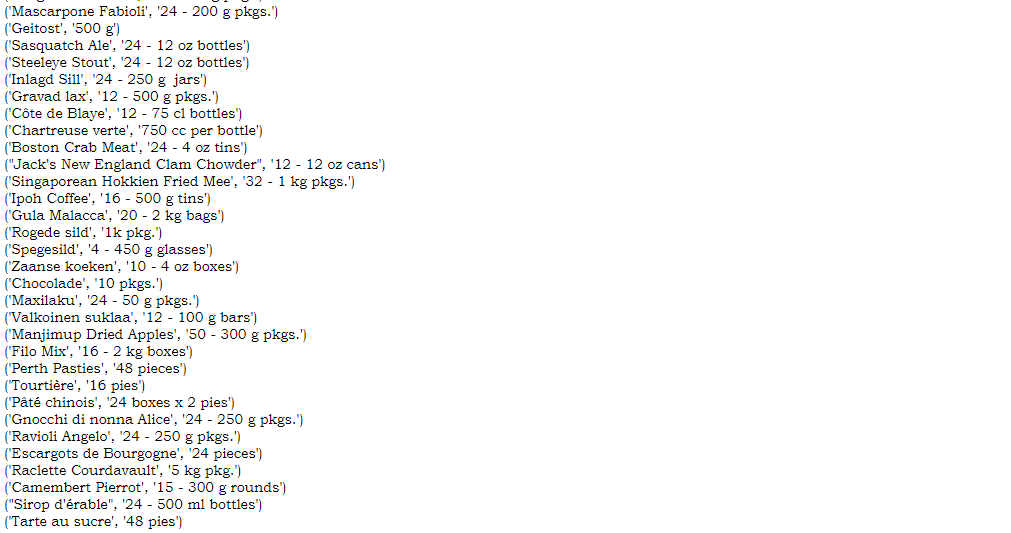 ('Mascarpone Fabioli', '24 - 200 g pkgs.')
('Geitost', '500 g')
('Sasquatch Ale', '24 - 12 oz bottles')
('Steeleye Stout', '24 - 12 oz bottles')
('Inlagd Sill', '24 - 250 g  jars')
('Gravad lax', '12 - 500 g pkgs.')
('Côte de Blaye', '12 - 75 cl bottles')
('Chartreuse verte', '750 cc per bottle')
('Boston Crab Meat', '24 - 4 oz tins')
("Jack's New England Clam Chowder", '12 - 12 oz cans')
('Singaporean Hokkien Fried Mee', '32 - 1 kg pkgs.')
('Ipoh Coffee', '16 - 500 g tins')
('Gula Malacca', '20 - 2 kg bags')
('Rogede sild', '1k pkg.')
('Spegesild', '4 - 450 g glasses')
('Zaanse koeken', '10 - 4 oz boxes')
('Chocolade', '10 pkgs.')
('Maxilaku', '24 - 50 g pkgs.')
('Valkoinen suklaa', '12 - 100 g bars')
('Manjimup Dried Apples', '50 - 300 g pkgs.')
('Filo Mix', '16 - 2 kg boxes')
('Perth Pasties', '48 pieces')
('Tourtière', '16 pies')
('Pâté chinois', '24 boxes x 2 pies')
('Gnocchi di nonna Alice', '24 - 250 g pkgs.')
('Ravioli Angelo', '24 - 250 g pkgs.')
('Escargots de Bourgogne', '24 pieces')
('Raclette Courdavault', '5 kg pkg.')
('Camembert Pierrot', '15 - 300 g rounds')
("Sirop d'érable", '24 - 500 ml bottles')
('Tarte au sucre', '48 pies')